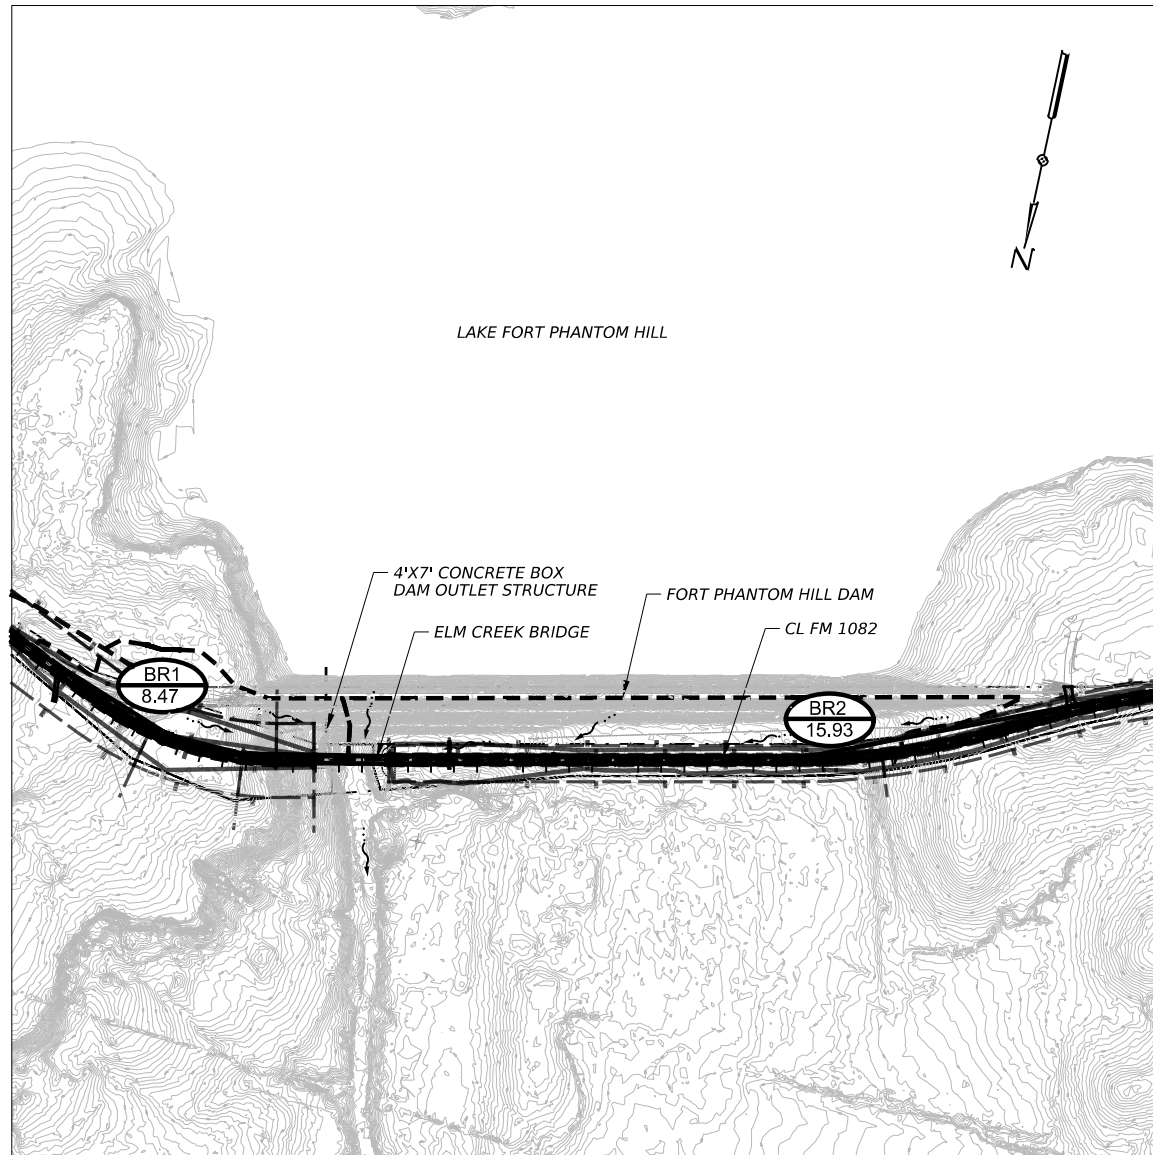 N
LAKE FORT PHANTOM HILL
4'X7' CONCRETE BOX
DAM OUTLET STRUCTURE
FORT PHANTOM HILL DAM
ELM CREEK BRIDGE
CL FM 1082
BR1
8.47
BR2
15.93